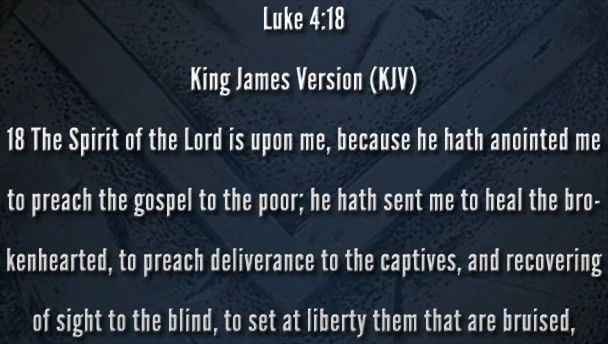 Luke 4:18
King James Version (KJV)
18 The Spirit of the Lord is upon me, because he hath anointed me
to preach the gospel to the poor; he hath sent me to heal the bro-
kenhearted, to preach deliverance to the captives, and recovering
of sight to the blind, to set at liberty them that are bruised,